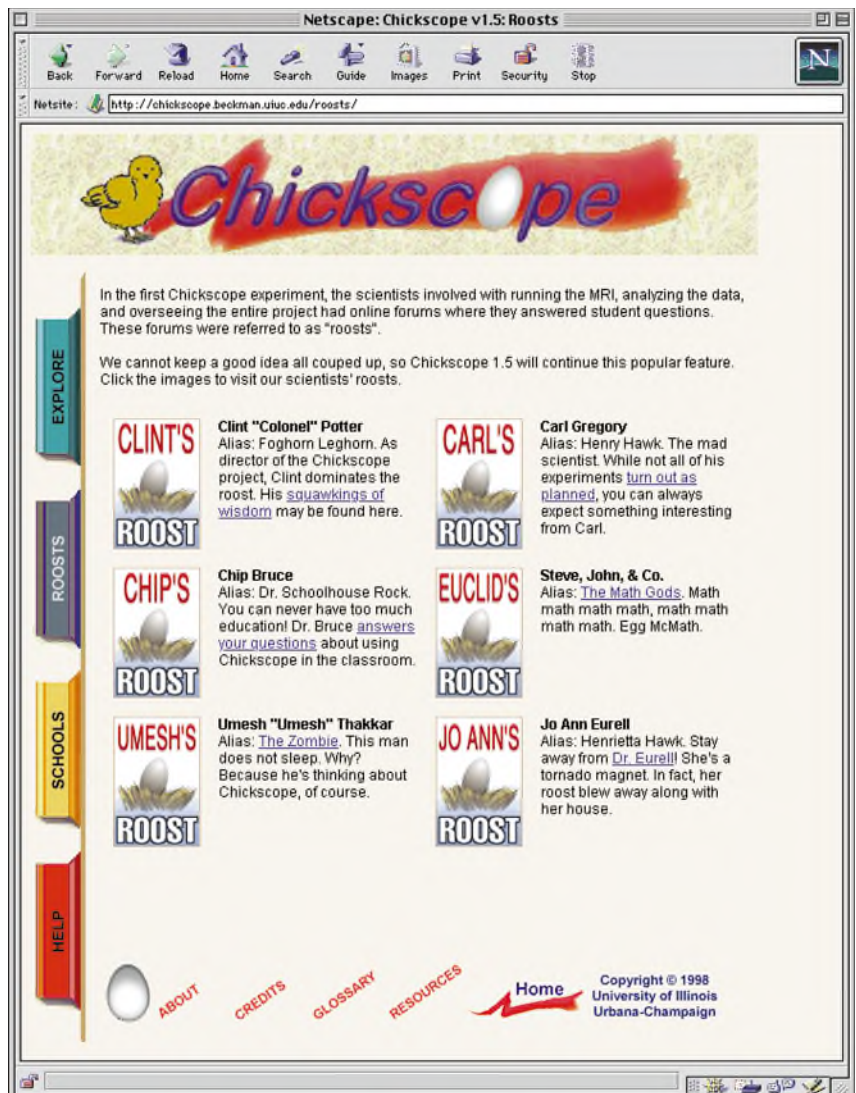 Netscape: Chickscope v1.5: Roosts
Back Forward Reload Home Search Guide Images Print Security Stop
N
Netsite: http://chickscope.beckman.uiuc.edu/roosts/
Chickscope
In the first Chickscope experiment, the scientists involved with running the MRI, analyzing the data,
and overseeing the entire project had online forums where they answered student questions.
These forums were referred to as "roosts".
We cannot keep a good idea all couped up, so Chickscope 1.5 will continue this popular feature.
Click the images to visit our scientists' roosts.
EXPLORE
ROOSTS
SCHOOLS
HELP
CLINT'S
ROOST
Clint "Colonel" Potter
Alias: Foghorn Leghorn. As
director of the Chickscope
project, Clint dominates the
roost. His squawkings of
wisdom may be found here.
CARL'S
ROOST
Carl Gregory
Alias: Henry Hawk. The mad
scientist. While not all of his
experiments turn out as
planned, you can always
expect something interesting
from Carl.
CHIP'S
ROOST
Chip Bruce
Alias: Dr. Schoolhouse Rock.
You can never have too much
education! Dr. Bruce answers
your questions about using
Chickscope in the classroom.
EUCLID'S
ROOST
Steve, John, & Co.
Alias: The Math Gods. Math
math math math, math math
math math. Egg McMath.
UMESH'S
ROOST
Umesh "Umesh" Thakkar
Alias: The Zombie. This man
does not sleep. Why?
Because he's thinking about
Chickscope, of course.
JO ANN'S
ROOST
Jo Ann Eurell
Alias: Henrietta Hawk. Stay
away from Dr. Eurell! She's a
tornado magnet. In fact, her
roost blew away along with
her house.
ABOUT
CREDITS
GLOSSARY
RESOURCES
Home
Copyright © 1998
University of Illinois
Urbana-Champaign